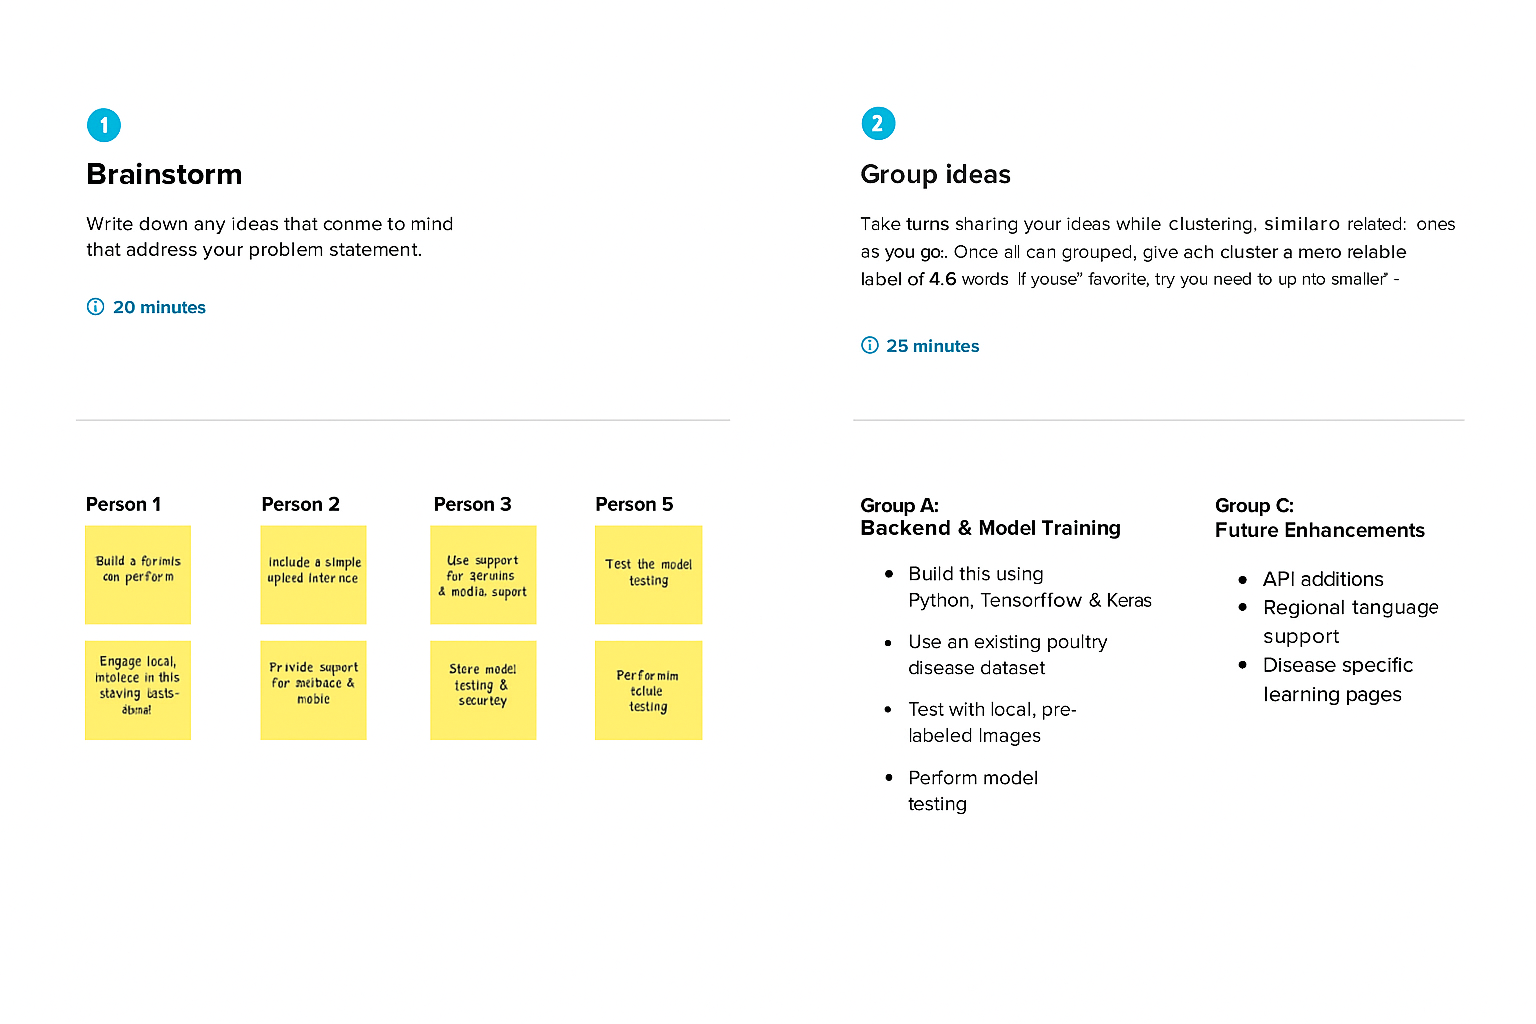 1
Brainstorm
Write down any ideas that conme to mind
that address your problem statement.
20 minutes
Person 1
Person 2
Person 3
Person 5
Build a forimis
con perform
Include a simple
upleed Inter nce
Use support
for 3eruins
& modia. suport
Test the model
testing
Engage local,
intolece in this
staving basts-
Privide suport
for meibace &
mobie
Store model
testing &
securtey
Performim
tclule
testing
2
Group ideas
Take turns sharing your ideas while clustering, similaro related: ones
as you go:. Once all can grouped, give ach cluster a mero relable
label of 4.6 words If youse” favorite, try you need to up nto smaller* -
25 minutes
Group A:
Backend & Model Training
• Build this using
Python, Tensorffow & Keras
• Use an existing poultry
disease dataset
• Test with local, pre-
labeled Images
• Perform model
testing
Group C:
Future Enhancements
• API additions
• Regional tanguage
support
• Disease specific
learning pages